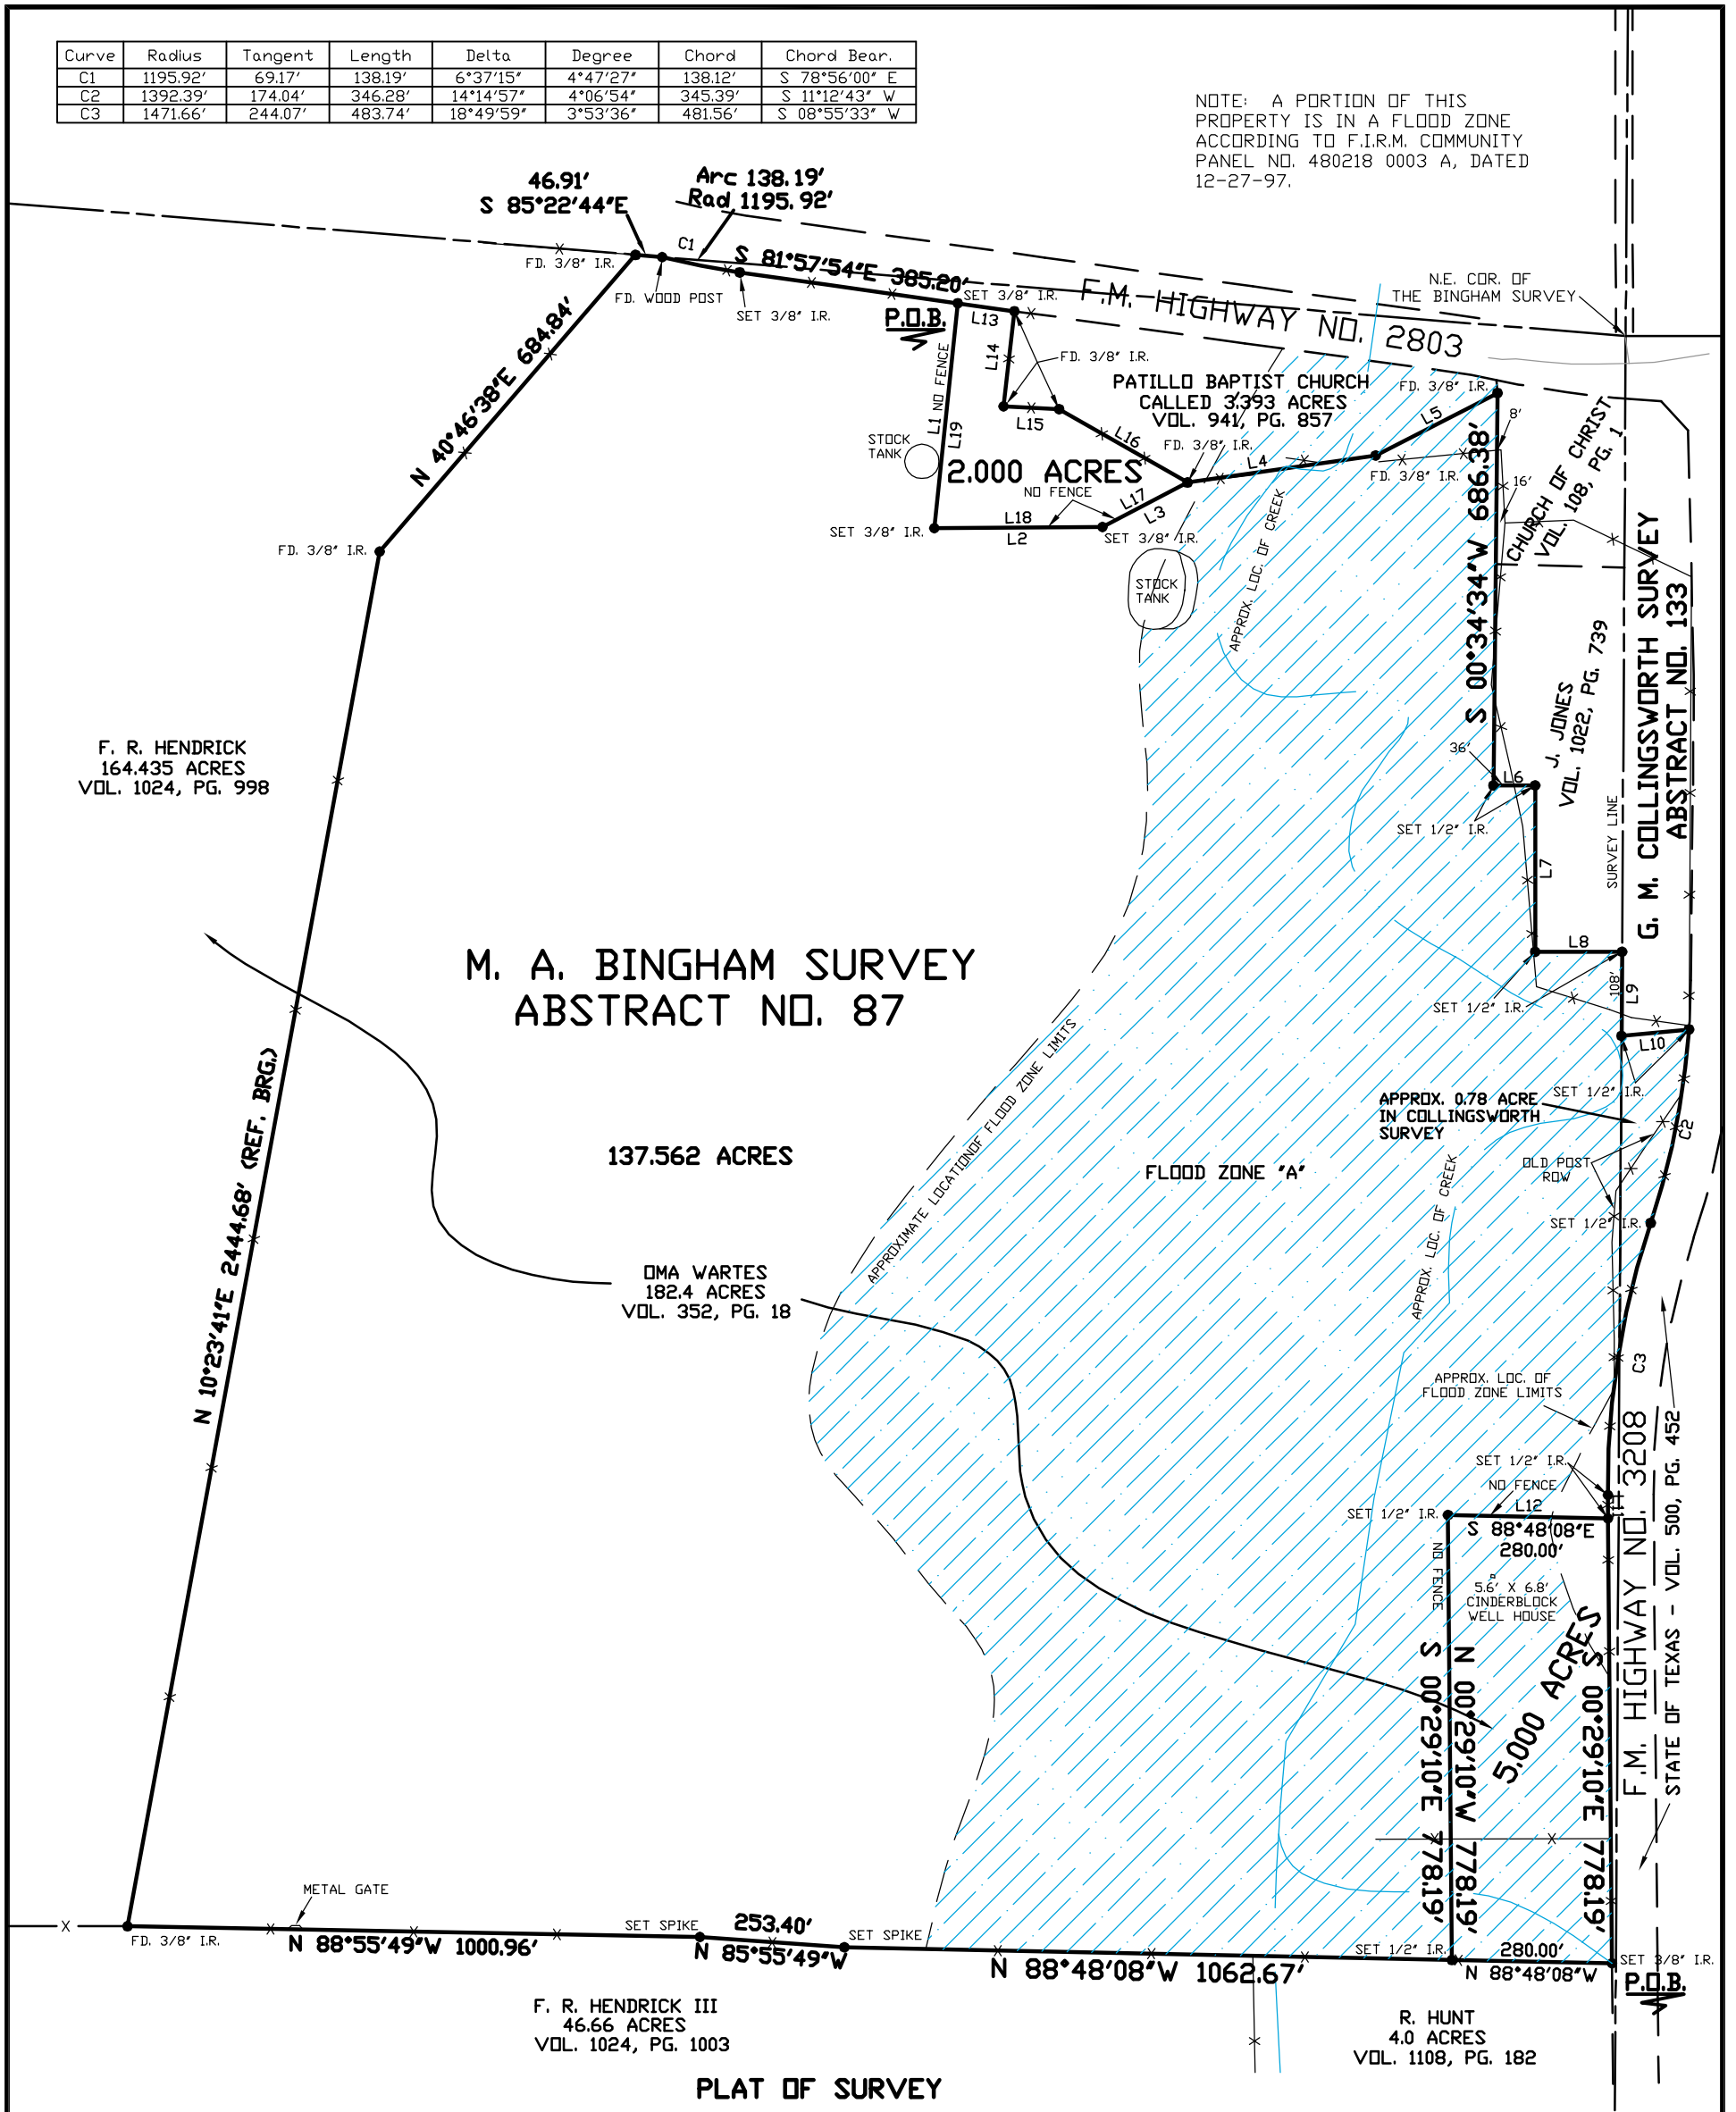 Curve Radius Tangent Length Delta Degree Chord Chord Bear.
C1 1195.92' 69.17' 138.19' 6°37'15" 4°47'27" 138.12' S 78°56'00" E
C2 1392.39' 174.04' 346.28' 14°14'57" 4°06'54" 345.39' S 11°12'43" W
C3 1471.66' 244.07' 483.74' 18°49'59" 3°53'36" 481.56' S 08°55'33" W
NOTE: A PORTION OF THIS
PROPERTY IS IN A FLOOD ZONE
ACCORDING TO F.I.R.M. COMMUNITY
PANEL NO. 480218 0003 A, DATED
12-27-97.
46.91'
S 85°22'44"E
Arc 138.19'
Rad 1195.92'
C1
FD. 3/8" I.R.
FD. WOOD POST
S 81°57'54"E 385.20'
SET 3/8" I.R.
SET 3/8" I.R.
P.O.B.
L13
F.M. HIGHWAY NO. 2803
N.E. COR. OF
THE BINGHAM SURVEY
L14
FD. 3/8" I.R.
L1 NO FENCE
L19
L15
L16
PATILLO BAPTIST CHURCH
CALLED 3.393 ACRES
VOL. 941, PG. 857
FD. 3/8" I.R.
L5
8'
FD. 3/8" I.R.
L4
FD. 3/8" I.R.
16'
CHURCH OF CHRIST
VOL. 108, PG. 1
N 40°46'38"E 684.84'
STOCK
TANK
2.000 ACRES
NO FENCE
L17
L3
L18
L2
SET 3/8" I.R.
SET 3/8" I.R.
FD. 3/8" I.R.
STOCK
TANK
APPROX. LOC. OF CREEK
S 00°34'34"W 686.38'
G. M. COLLINGSWORTH SURVEY
ABSTRACT NO. 133
J. JONES
VOL. 1022, PG. 739
F. R. HENDRICK
164.435 ACRES
VOL. 1024, PG. 998
36'
L6
SET 1/2" I.R.
SURVEY LINE
L7
L8
M. A. BINGHAM SURVEY
ABSTRACT NO. 87
108'
L9
SET 1/2" I.R.
L10
SET 1/2" I.R.
APPROX. 0.78 ACRE
IN COLLINGSWORTH
SURVEY
C2
137.562 ACRES
FLOOD ZONE "A"
OLD POST
ROW
APPROXIMATE LOCATIONOF FLOOD ZONE LIMITS
APPROX. LOC. OF CREEK
SET 1/2" I.R.
N 10°23'41"E 2444.68' (REF. BRG.)
OMA WARTES
182.4 ACRES
VOL. 352, PG. 18
C3
APPROX. LOC. OF
FLOOD ZONE LIMITS
SET 1/2" I.R.
NO FENCE
L11
L12
SET 1/2" I.R.
S 88°48'08"E
280.00'
NO FENCE
5.6' X 6.8'
CINDERBLOCK
WELL HOUSE
5.000 ACRES
S 00°29'10"E 778.19'
N 00°29'10"W 778.19'
S 00°29'10"E 778.19'
F.M. HIGHWAY NO. 3208
STATE OF TEXAS - VOL. 500, PG. 452
METAL GATE
FD. 3/8" I.R.
N 88°55'49"W 1000.96'
SET SPIKE
253.40'
N 85°55'49"W
SET SPIKE
N 88°48'08"W 1062.67'
SET 1/2" I.R.
280.00'
N 88°48'08"W
SET 3/8" I.R.
P.O.B.
F. R. HENDRICK III
46.66 ACRES
VOL. 1024, PG. 1003
R. HUNT
4.0 ACRES
VOL. 1108, PG. 182
PLAT OF SURVEY